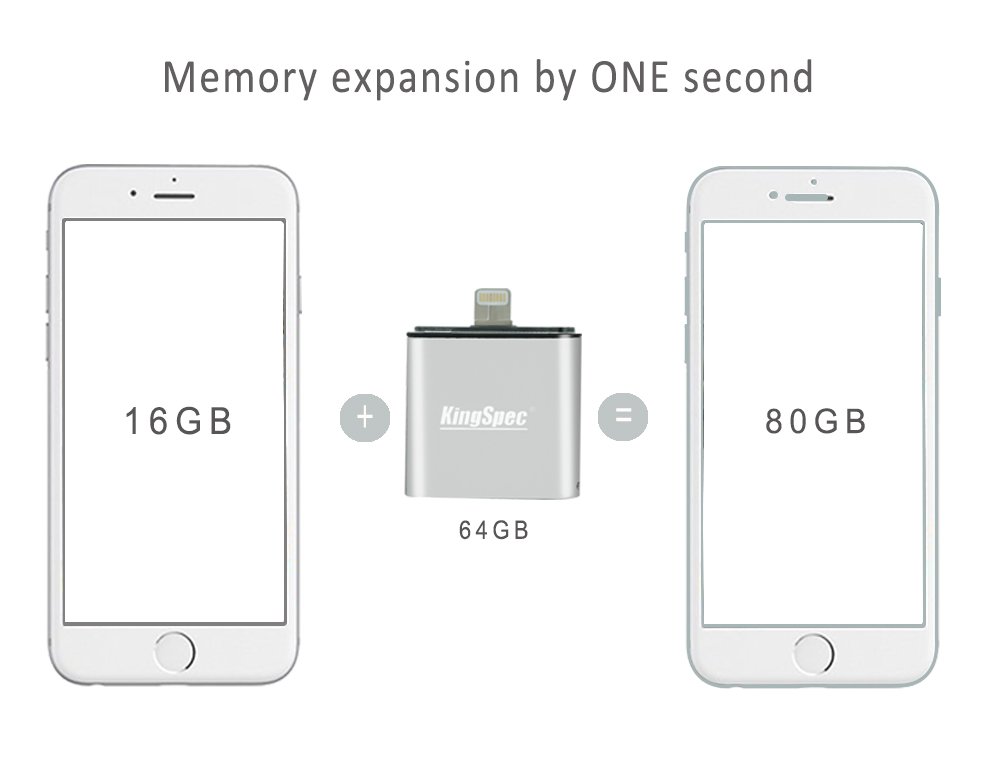 Memory expansion by ONE second
16GB
+
KingSpec®
=
80GB
64GB